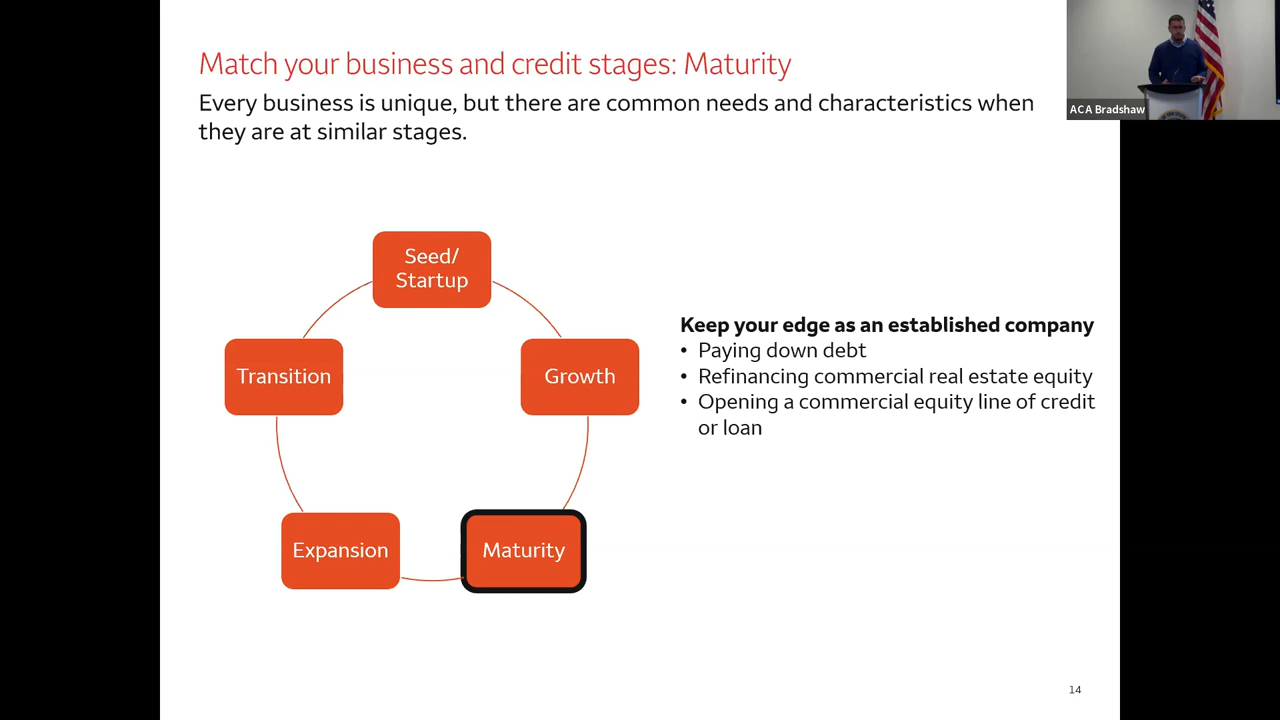 Match your business and credit stages: Maturity
Every business is unique, but there are common needs and characteristics when
they are at similar stages.
ACA Bradshaw
Seed/
Startup
Transition
Growth
Expansion
Maturity
Keep your edge as an established company
• Paying down debt
• Refinancing commercial real estate equity
• Opening a commercial equity line of credit
or loan
14